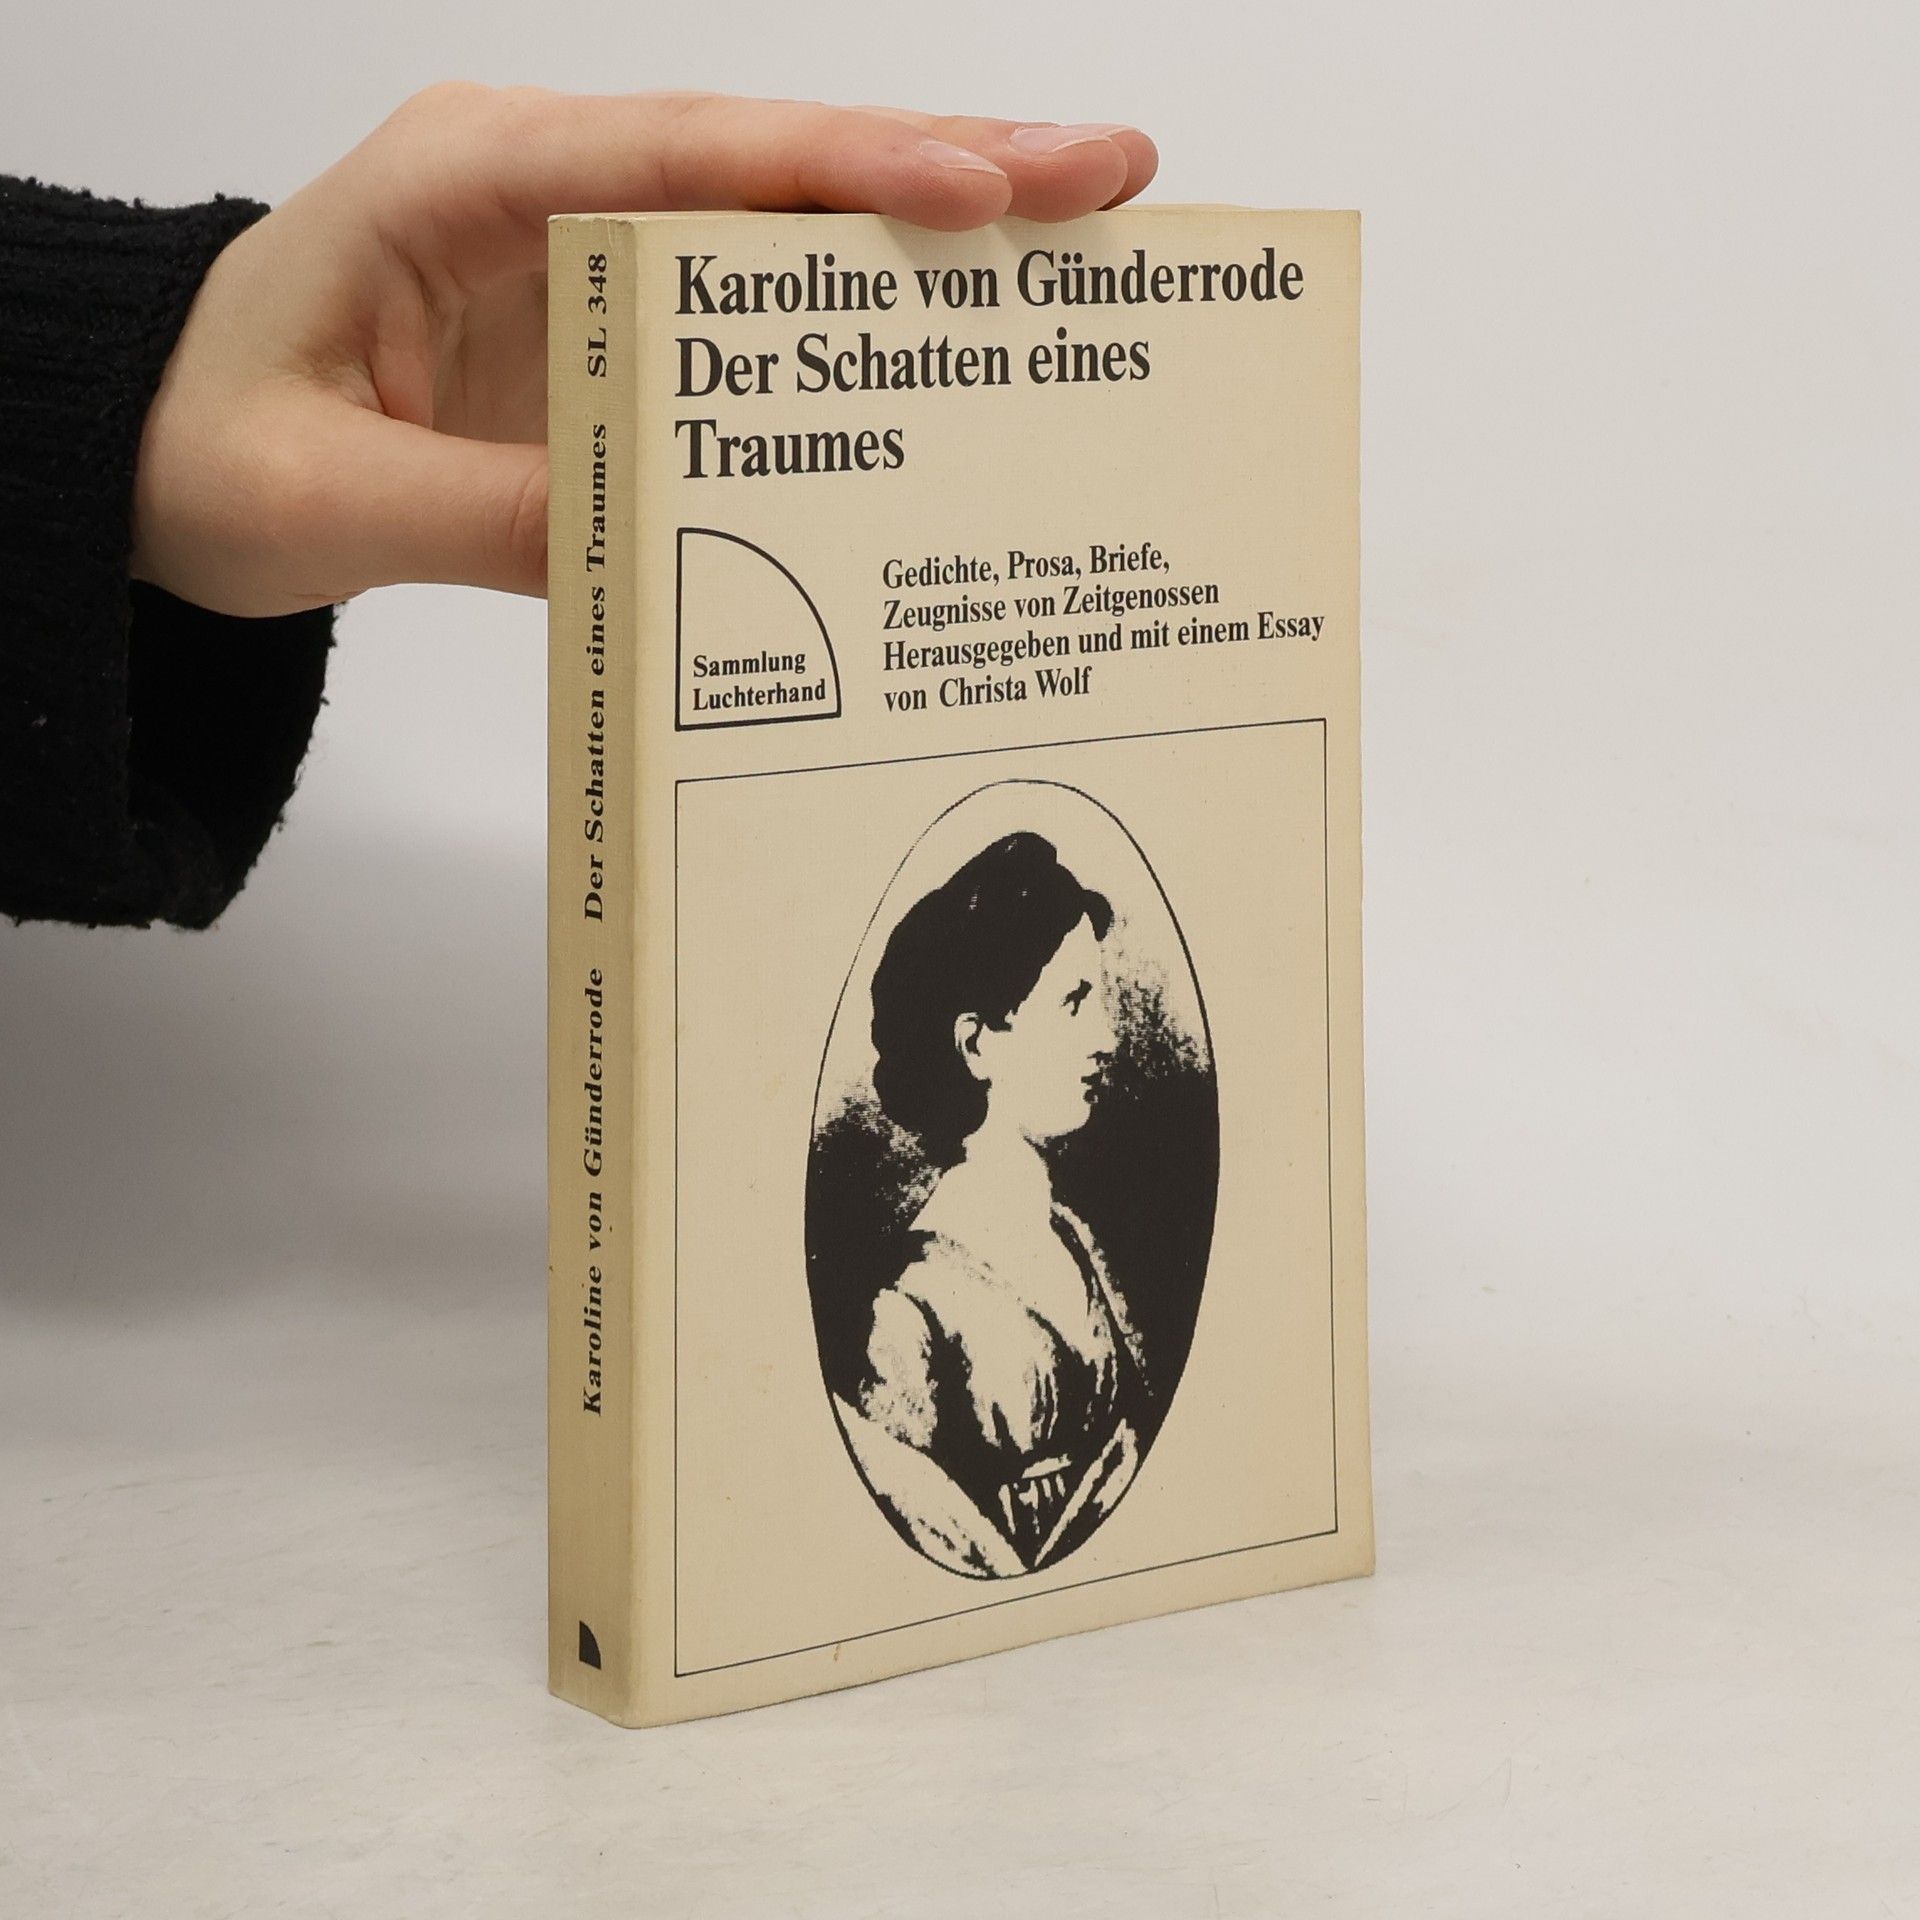 Karoline von Günderrode
Der Schatten eines
Traumes
Sammlung
Luchterhand
Gedichte, Prosa, Briefe,
Zeugnisse von Zeitgenossen
Herausgegeben und mit einem Essay
von Christa Wolf
Karoline von Günderrode Der Schatten eines Traumes SL 348